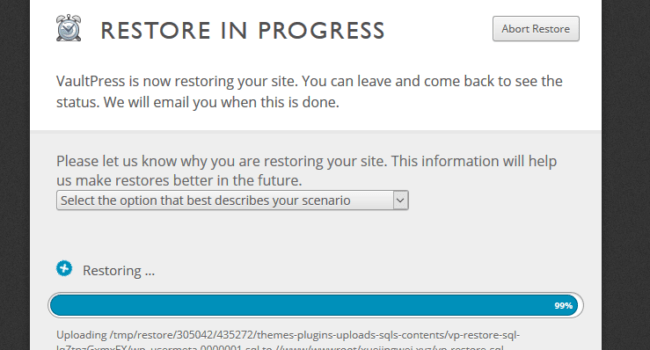 RESTORE IN PROGRESS
Abort Restore
VaultPress is now restoring your site. You can leave and come back to see the
status. We will email you when this is done.
Please let us know why you are restoring your site. This information will help
us make restores better in the future.
Select the option that best describes your scenario
Restoring ...
99%
Uploading /tmp/restore/305042/435272/themes-plugins-uploads-sqls-contents/vp-restore-sql-